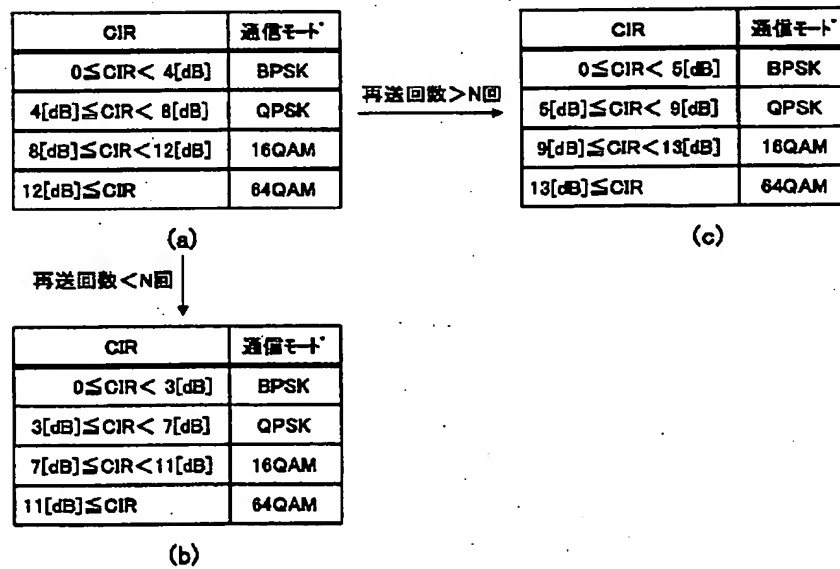 CIR 通信モード
0≦CIR< 4[dB] BPSK
4[dB]≦CIR< 8[dB] QPSK
8[dB]≦CIR<12[dB] 16QAM
12[dB]≦CIR 64QAM
(a)
再送回数>N回
CIR 通信モード
0≦CIR< 5[dB] BPSK
5[dB]≦CIR< 9[dB] QPSK
9[dB]≦CIR<13[dB] 16QAM
13[dB]≦CIR 64QAM
(c)
再送回数<N回
CIR 通信モード
0≦CIR< 3[dB] BPSK
3[dB]≦CIR< 7[dB] QPSK
7[dB]≦CIR<11[dB] 16QAM
11[dB]≦CIR 64QAM
(b)